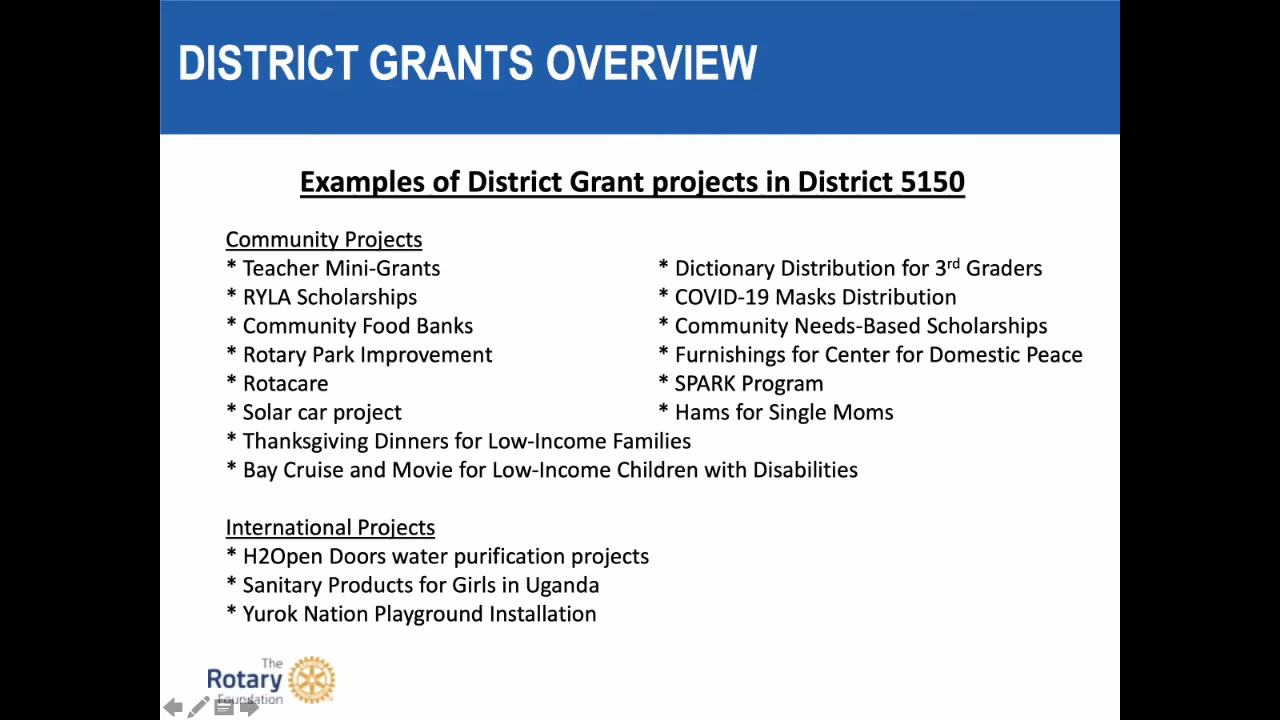 DISTRICT GRANTS OVERVIEW
Examples of District Grant projects in District 5150
Community Projects
* Teacher Mini-Grants
* RYLA Scholarships
* Community Food Banks
* Rotary Park Improvement
* Rotacare
* Solar car project
* Thanksgiving Dinners for Low-Income Families
* Bay Cruise and Movie for Low-Income Children with Disabilities
* Dictionary Distribution for 3rd Graders
* COVID-19 Masks Distribution
* Community Needs-Based Scholarships
* Furnishings for Center for Domestic Peace
* SPARK Program
* Hams for Single Moms
International Projects
* H2Open Doors water purification projects
* Sanitary Products for Girls in Uganda
* Yurok Nation Playground Installation
The
Rotary
Foundation